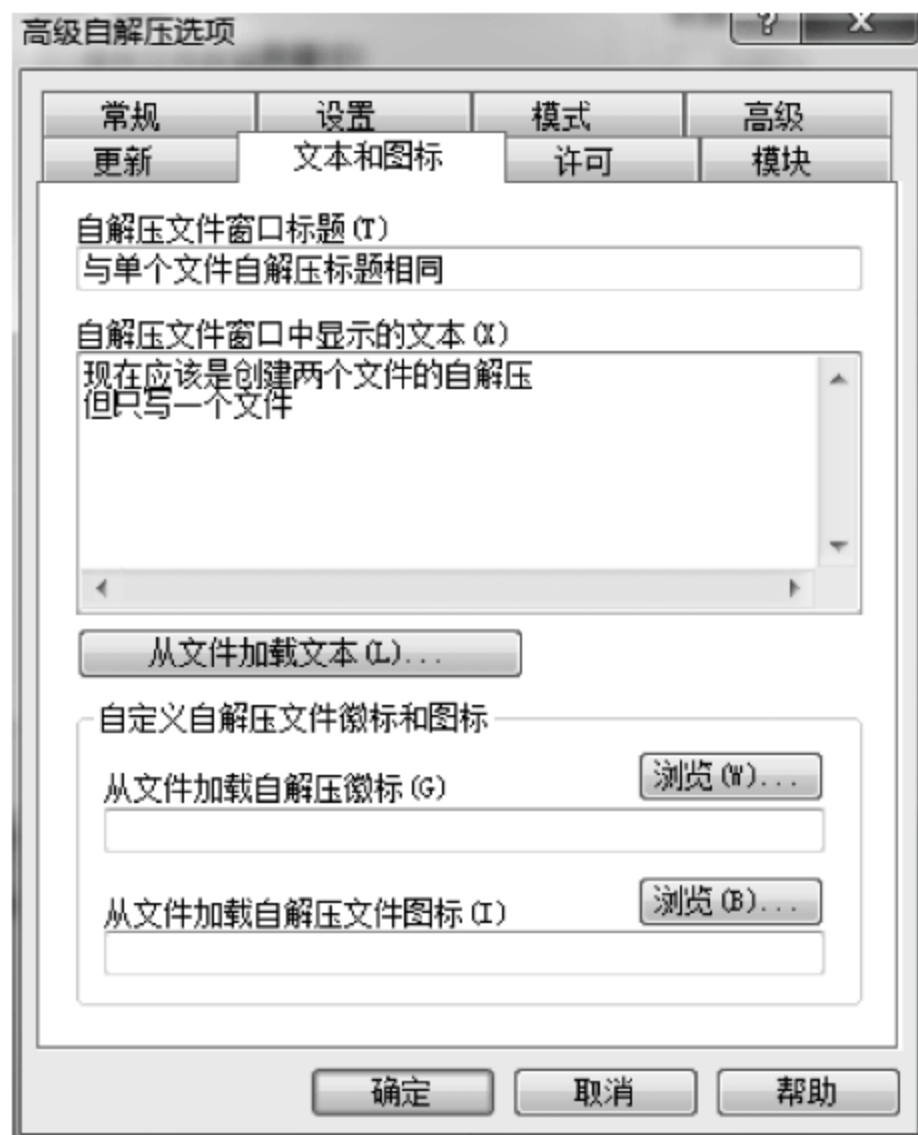 高级自解压选项
? X
常规 设置 模式 高级
更新 文本和图标 许可 模块
自解压文件窗口标题(T)
与单个文件自解压标题相同
自解压文件窗口中显示的文本(X)
现在应该是创建两个文件的自解压
但只写一个文件
从文件加载文本(L)...
自定义自解压文件徽标和图标
从文件加载自解压徽标(G) 浏览(W)...
从文件加载自解压文件图标(I) 浏览(B)...
确定 取消 帮助